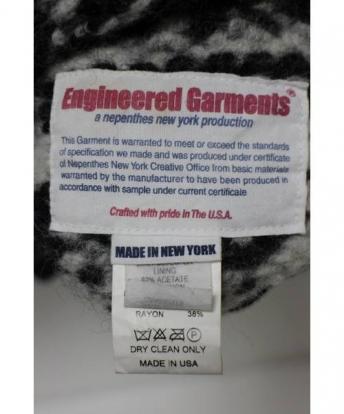 Engineered Garments®
a nepenthes new york production
This Garment is warranted to meet or exceed the standards
of specification we made and was produced under certificate
of Nepenthes New York Creative Office from basic materials
warranted by the manufacturer to have been produced in
accordance with sample under current certificate
Crafted with pride in The U.S.A.
MADE IN NEW YORK
LINING
ACETATE
RAYON 38%
P
DRY CLEAN ONLY
MADE IN USA